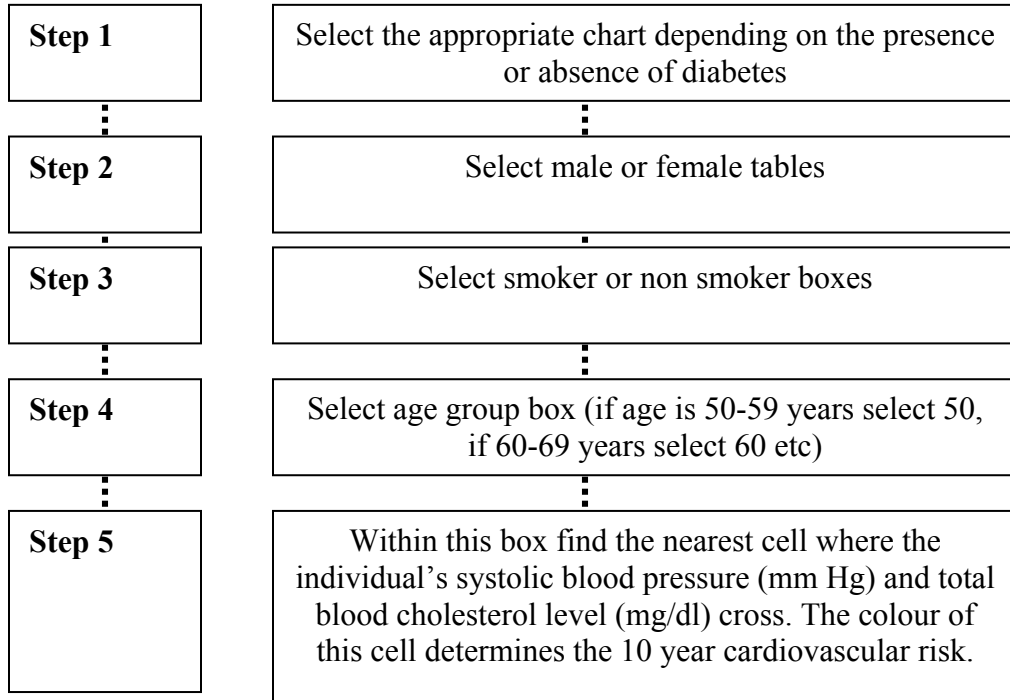 Step 1
Select the appropriate chart depending on the presence
or absence of diabetes
Step 2
Select male or female tables
Step 3
Select smoker or non smoker boxes
Step 4
Select age group box (if age is 50-59 years select 50,
if 60-69 years select 60 etc)
Step 5
Within this box find the nearest cell where the
individual’s systolic blood pressure (mm Hg) and total
blood cholesterol level (mg/dl) cross. The colour of
this cell determines the 10 year cardiovascular risk.